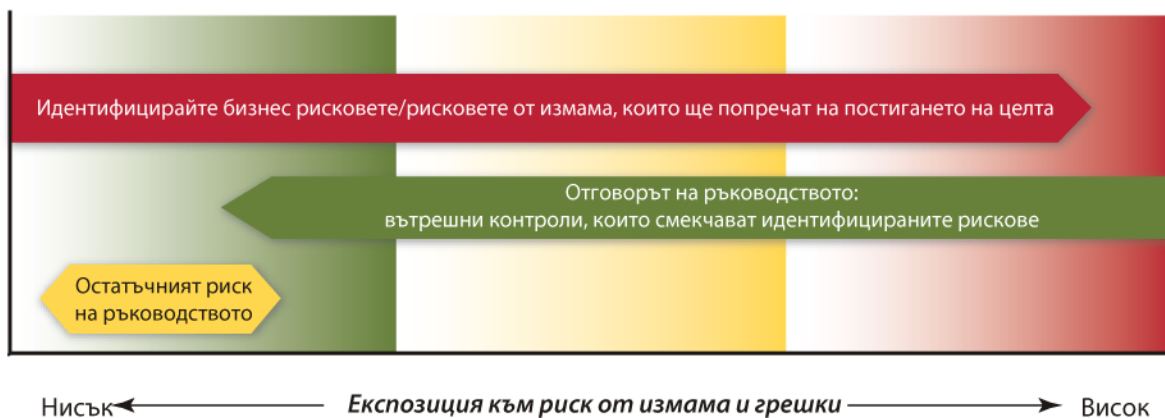 Идентифицирайте бизнес рисковете/рисковете от измама, които ще попречат на постигането на целта
Отговорът на ръководството:
вътрешни контроли, които смекчават идентифицираните рискове
Остатъчният риск
на ръководството
Нисък Експозиция към риск от измама и грешки Висок